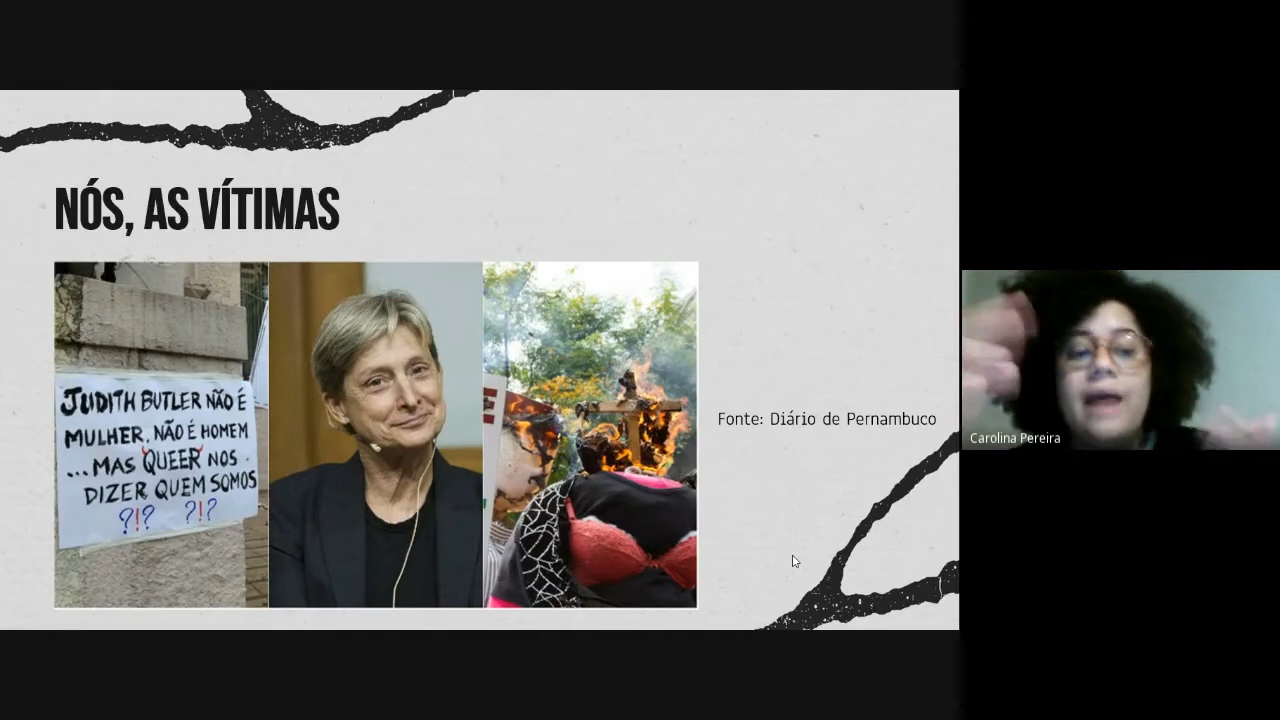 NÓS, AS VÍTIMAS
JUDITH BUTLER NÃO É
MULHER, NÃO É HOMEM
...MAS QUEER NOS
DIZER QUEM SOMOS
?!? ?!?
Fonte: Diário de Pernambuco
Carolina Pereira